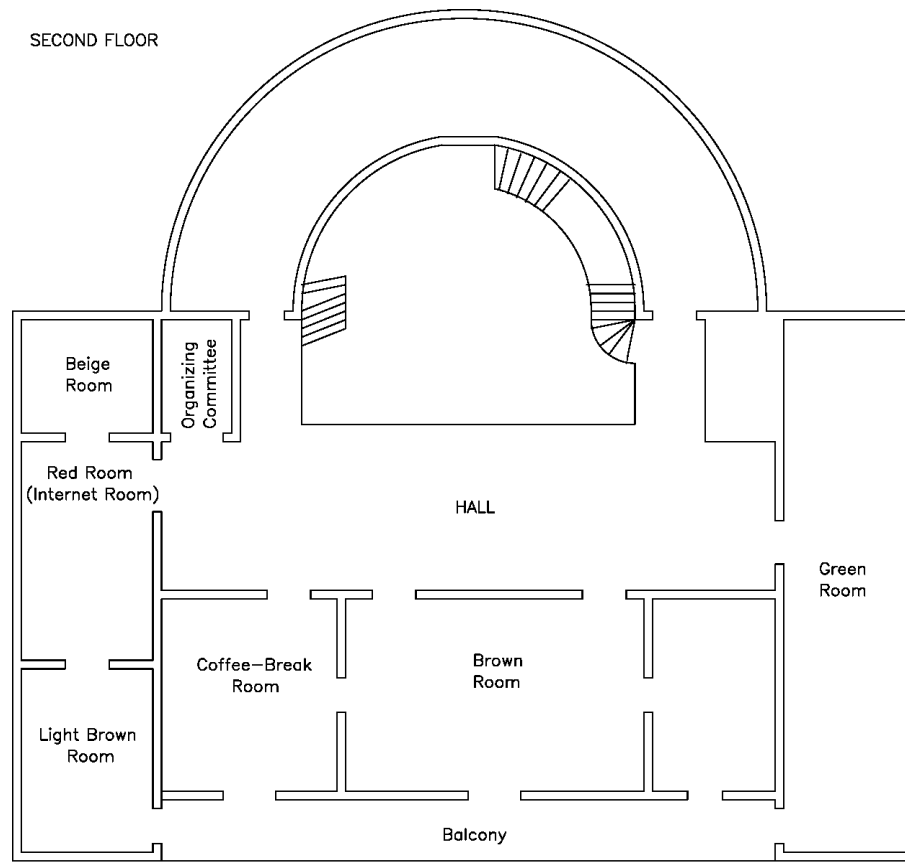 SECOND FLOOR
Beige
Room
Organizing
Committee
Red Room
(Internet Room)
HALL
Green
Room
Coffee-Break
Room
Brown
Room
Light Brown
Room
Balcony